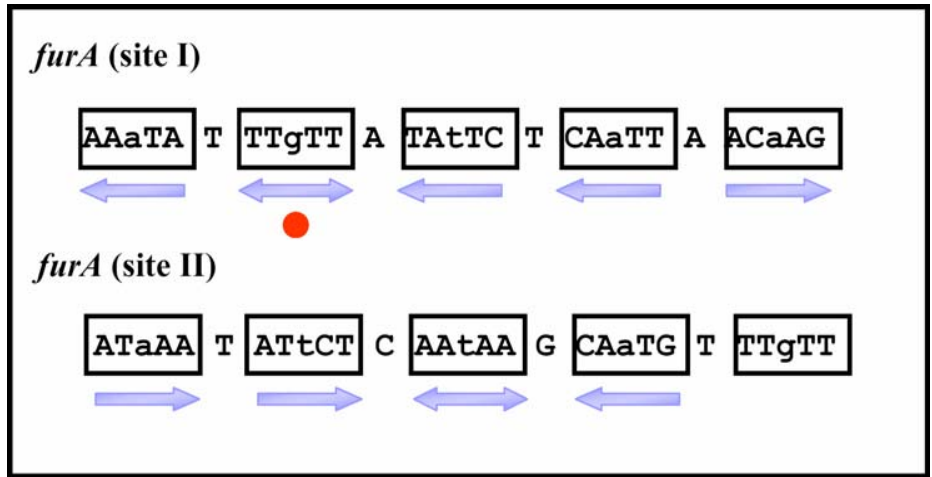 furA (site I)
AAaTA T TTgTT A TAtTC T CAaTT A ACaAG
furA (site II)
ATaAA T ATtCT C AAtAA G CAaTG T TTgTT